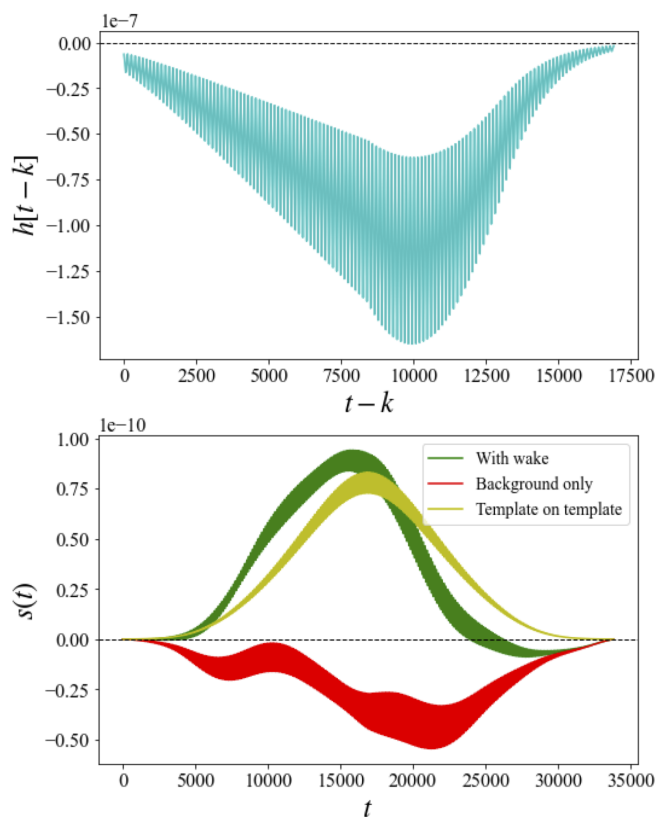 1e−7
0.00
−0.25
−0.50
−0.75
−1.00
−1.25
−1.50
h[t − k]
0 2500 5000 7500 10000 12500 15000 17500
t − k
1e−10
1.00
0.75
0.50
0.25
0.00
−0.25
−0.50
s(t)
With wake
Background only
Template on template
0 5000 10000 15000 20000 25000 30000 35000
t